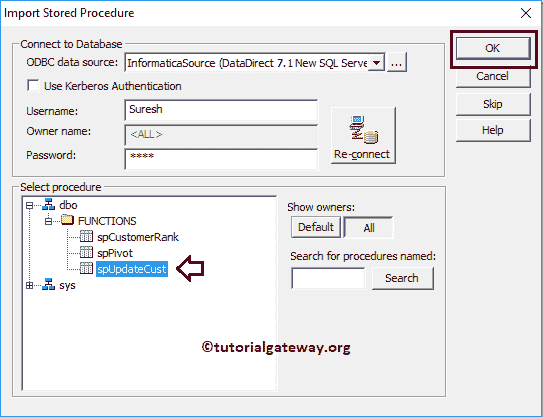 Import Stored Procedure
Connect to Database
ODBC data source: InformaticaSource (DataDirect 7.1 New SQL Serve ...
Use Kerberos Authentication
Username: Suresh
Owner name: <ALL>
Password: ****
Re-connect
OK
Cancel
Skip
Help
Select procedure
dbo
FUNCTIONS
spCustomerRank
spPivot
spUpdateCust
sys
Show owners:
Default All
Search for procedures named:
Search
©tutorialgateway.org